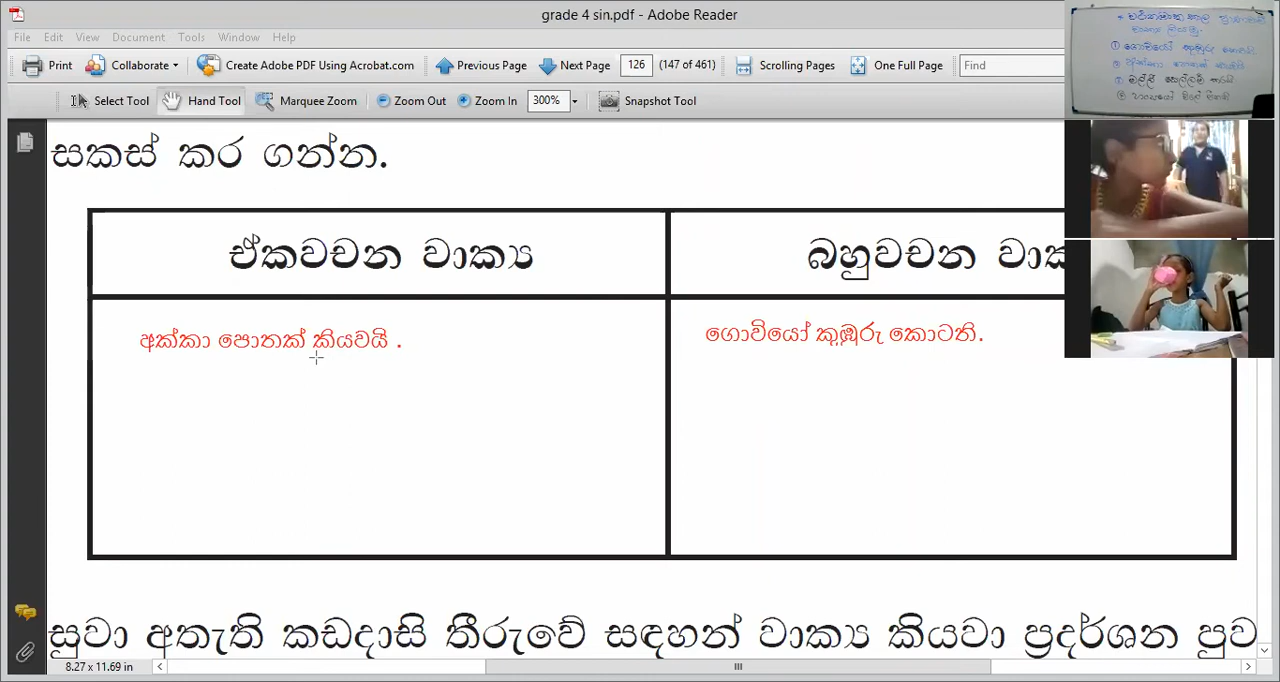 grade 4 sin.pdf - Adobe Reader
File Edit View Document Tools Window Help
Print Collaborate Create Adobe PDF Using Acrobat.com Previous Page Next Page 126 (147 of 461) Scrolling Pages One Full Page Find
Select Tool Hand Tool Marquee Zoom Zoom Out Zoom In 300% Snapshot Tool
සකස් කර ගන්න.
ඒකවචන වාක්‍ය
බහුවචන
අක්කා පොතක් කියවයි .
ගොවියෝ කුඹුරු කොටති.
සුවා අතැති කඩදාසි තීරුවේ සඳහන් වාක්‍ය කියවා ප්‍රදර්ශන පුව
8.27 x 11.69 in